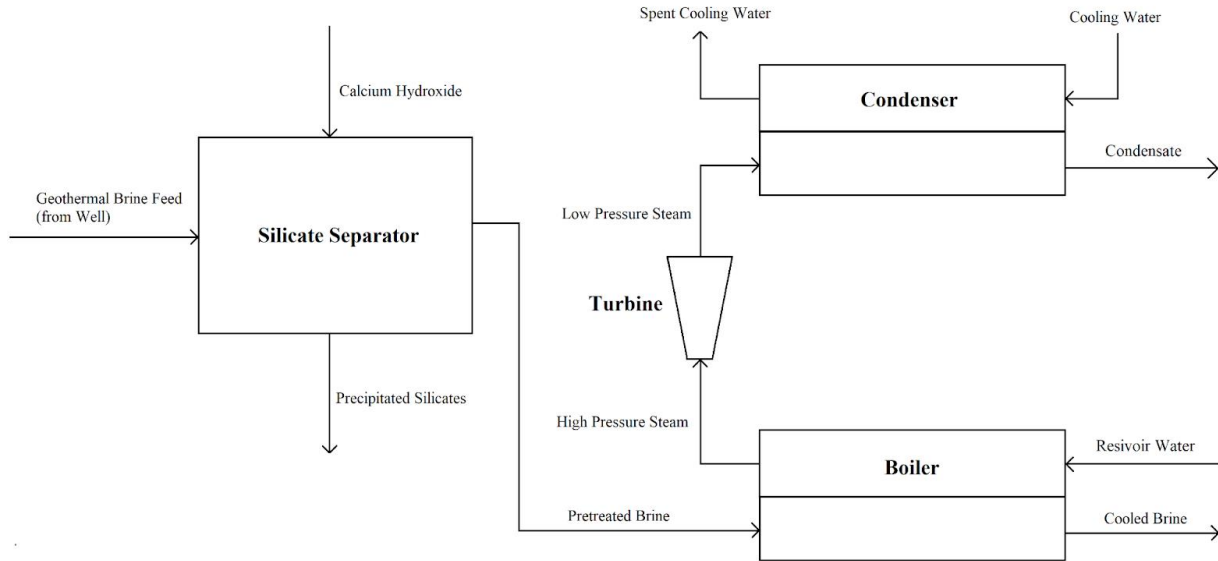 Spent Cooling Water
Cooling Water
Calcium Hydroxide
Condenser
Condensate
Geothermal Brine Feed
(from Well)
Silicate Separator
Low Pressure Steam
Turbine
Precipitated Silicates
High Pressure Steam
Resivoir Water
Boiler
Pretreated Brine
Cooled Brine